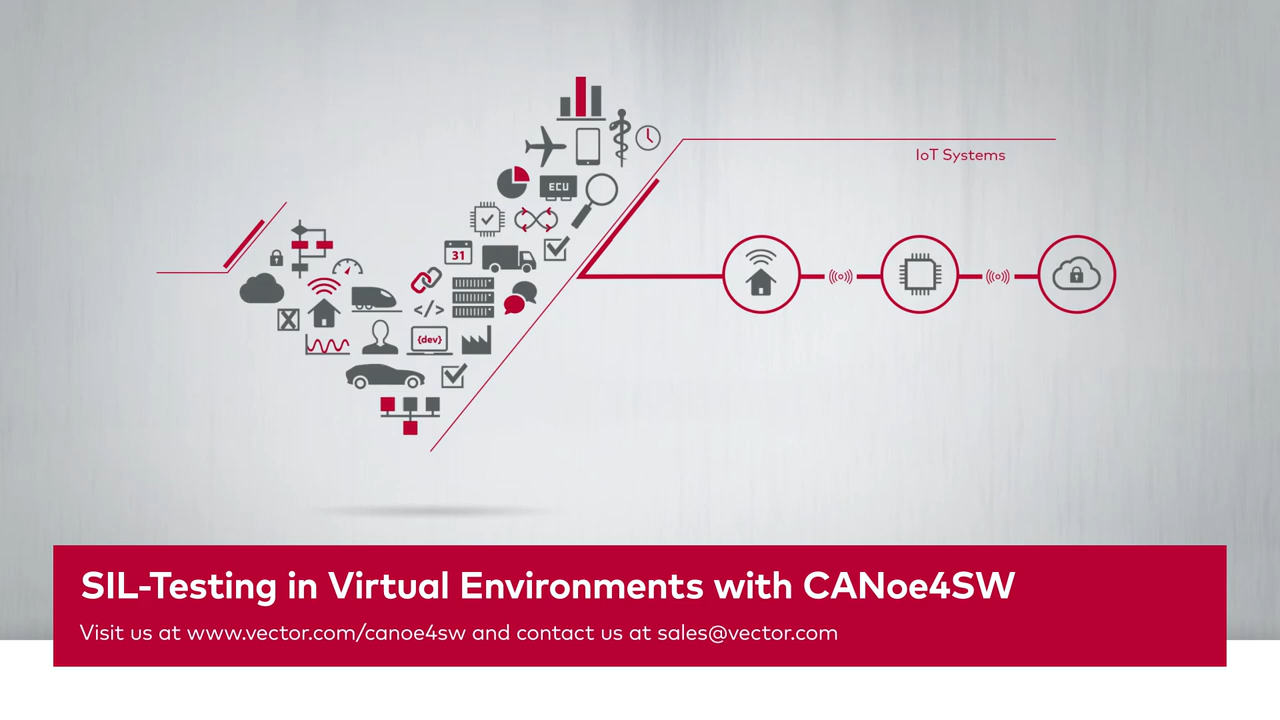 IoT Systems
ECU
31
</>
{dev}
SIL-Testing in Virtual Environments with CANoe4SW
Visit us at www.vector.com/canoe4sw and contact us at sales@vector.com